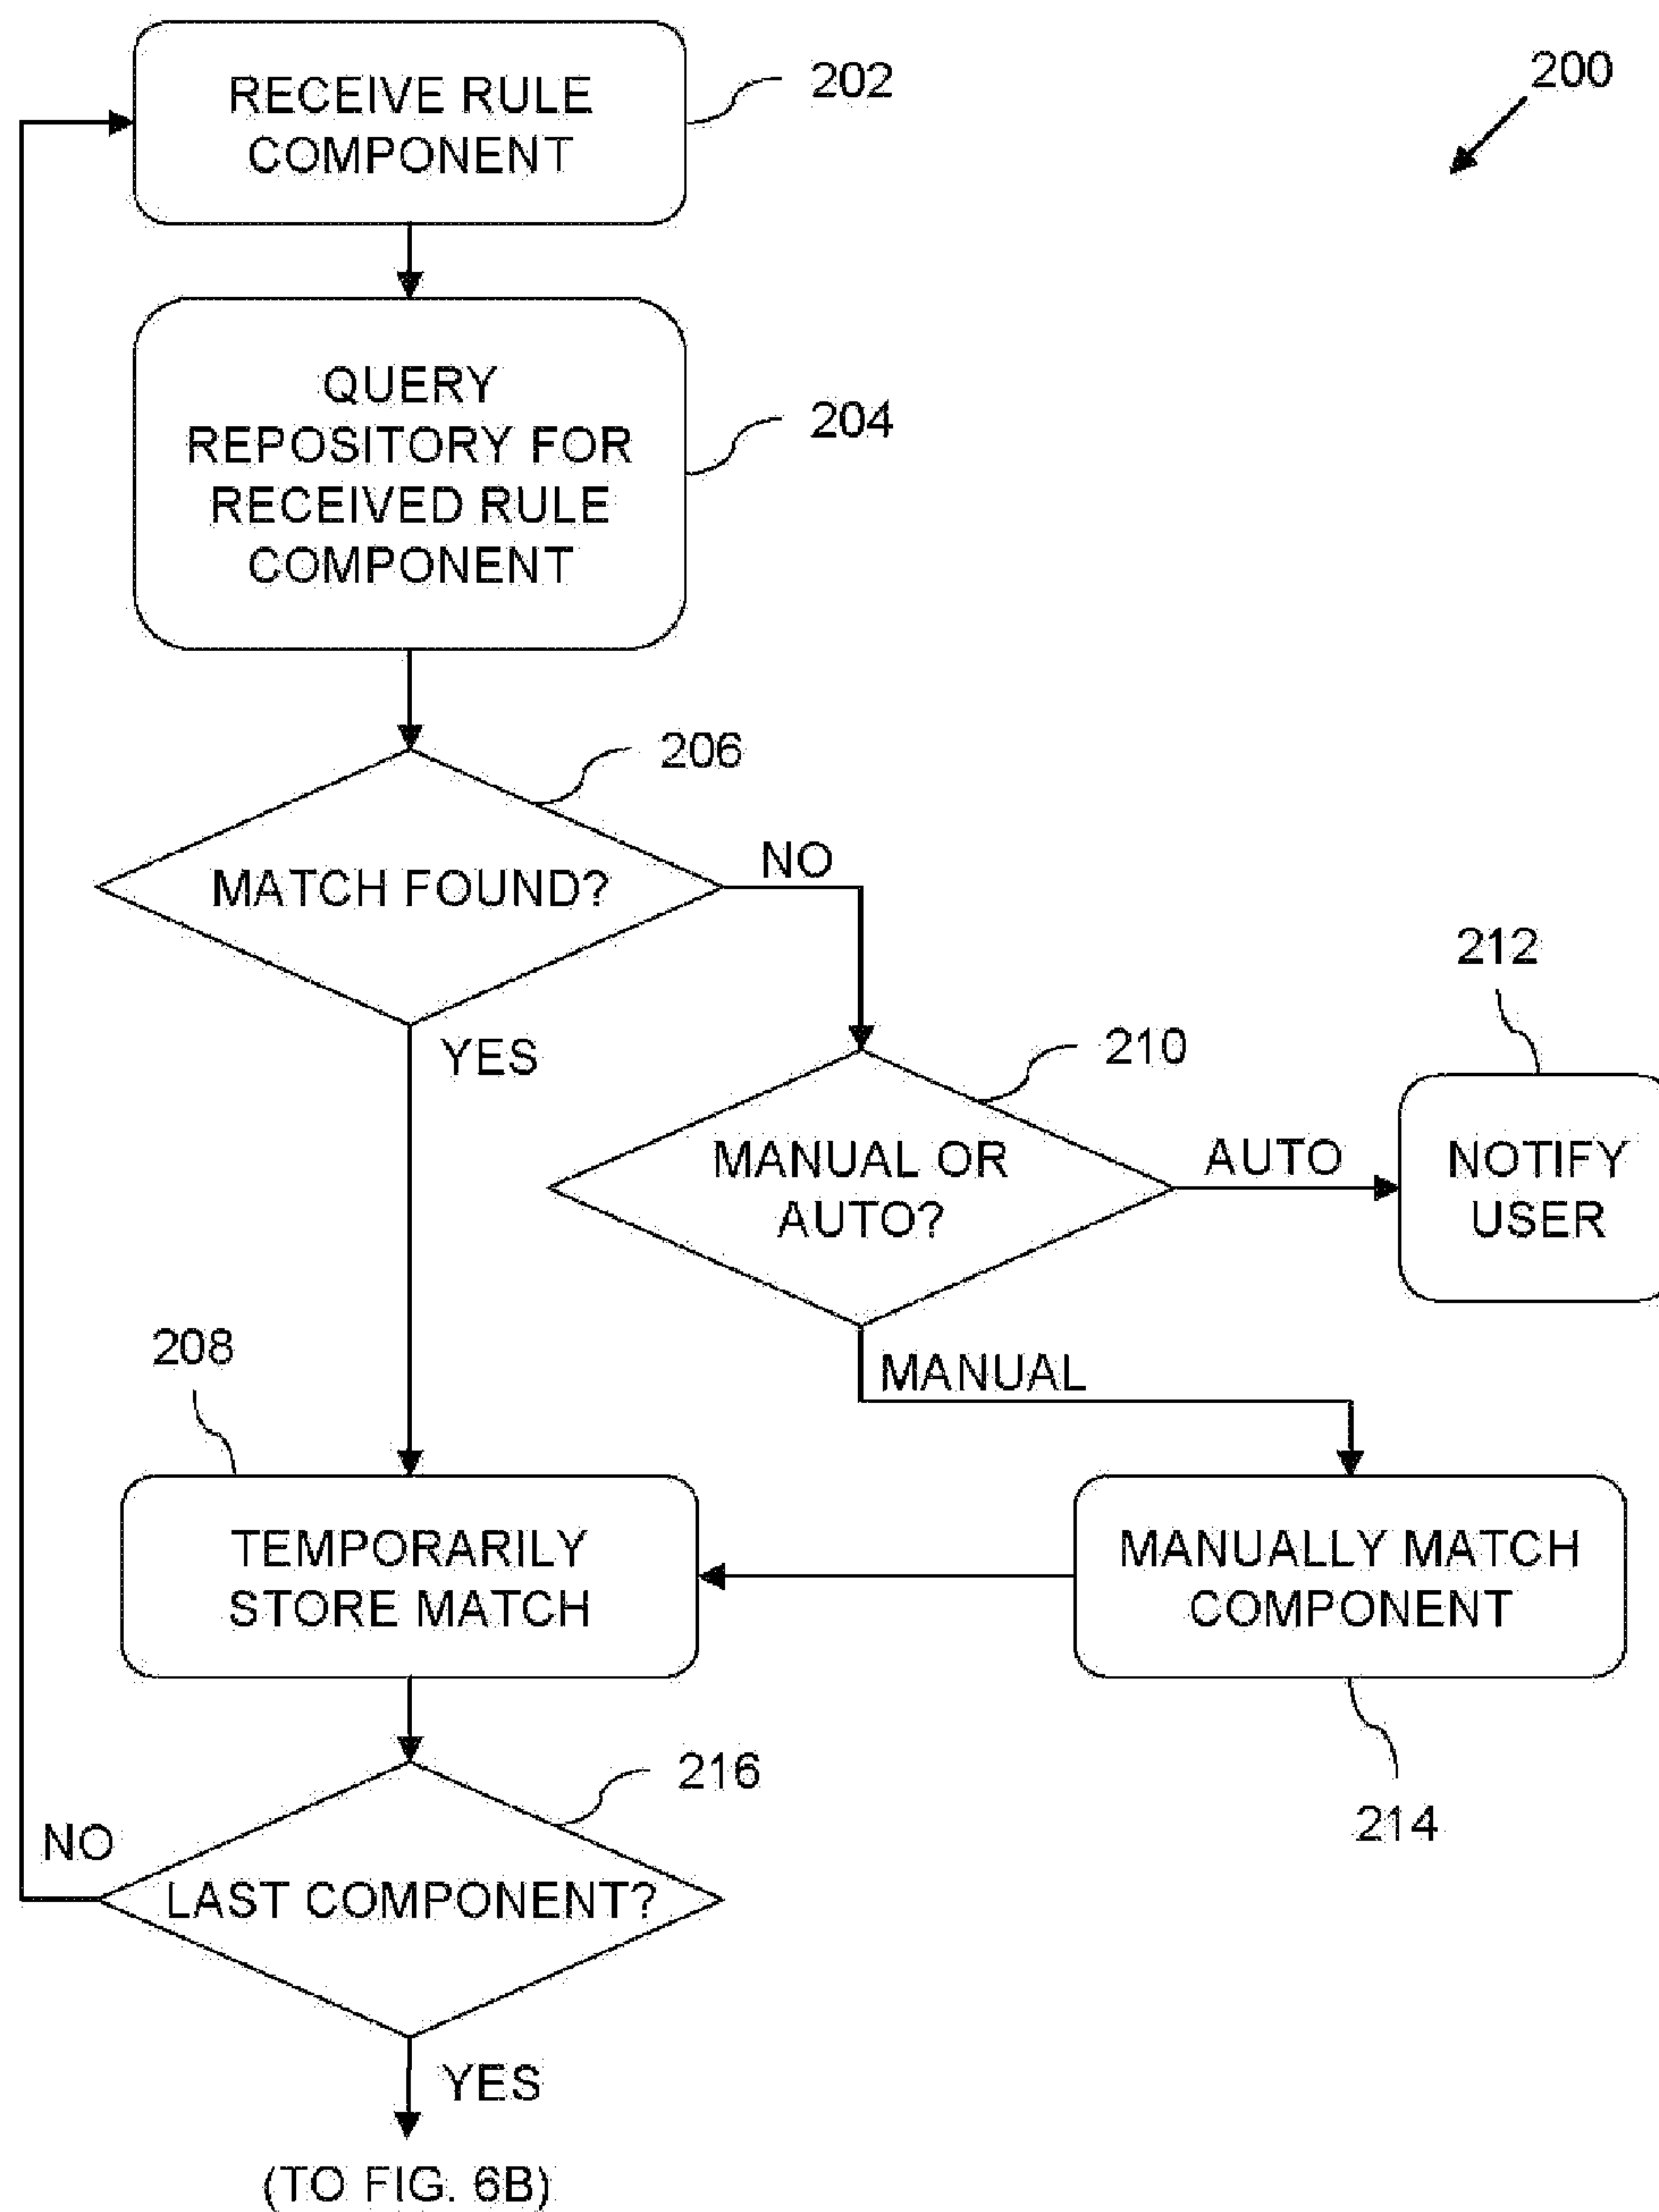 RECEIVE RULE
COMPONENT
202
200
QUERY
REPOSITORY FOR
RECEIVED RULE
COMPONENT
204
206
MATCH FOUND?
NO
YES
210
212
MANUAL OR
AUTO?
AUTO
NOTIFY
USER
MANUAL
208
TEMPORARILY
STORE MATCH
MANUALLY MATCH
COMPONENT
214
216
NO
LAST COMPONENT?
YES
(TO FIG. 6B)